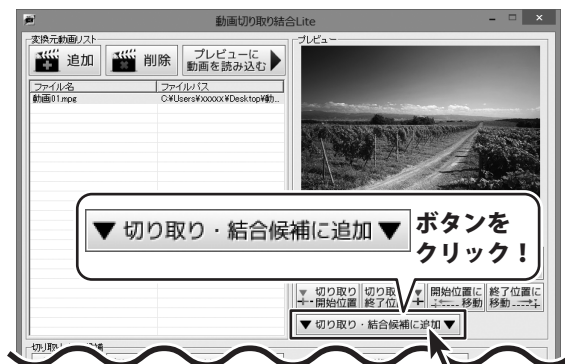 動画切り取り結合Lite
変換元動画リスト
追加
削除
プレビューに
動画を読み込む
ファイル名
ファイルパス
動画01.mpg
C:¥Users¥xxxxx¥Desktop¥動...
プレビュー
▼ 切り取り・結合候補に追加 ▼
ボタンを
クリック！
切り取り
開始位置
終了位
開始位置に
移動
終了位置に
移動
▼ 切り取り・結合候補に追加 ▼